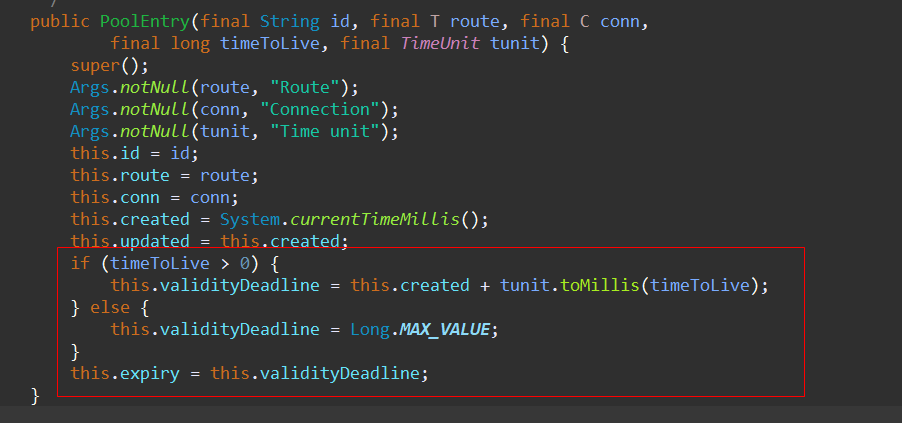 /
public PoolEntry(final String id, final T route, final C conn,
final long timeToLive, final TimeUnit tunit) {
super();
Args.notNull(route, "Route");
Args.notNull(conn, "Connection");
Args.notNull(tunit, "Time unit");
this.id = id;
this.route = route;
this.conn = conn;
this.created = System.currentTimeMillis();
this.updated = this.created;
if (timeToLive > 0) {
this.validityDeadline = this.created + tunit.toMillis(timeToLive);
} else {
this.validityDeadline = Long.MAX_VALUE;
}
this.expiry = this.validityDeadline;
}